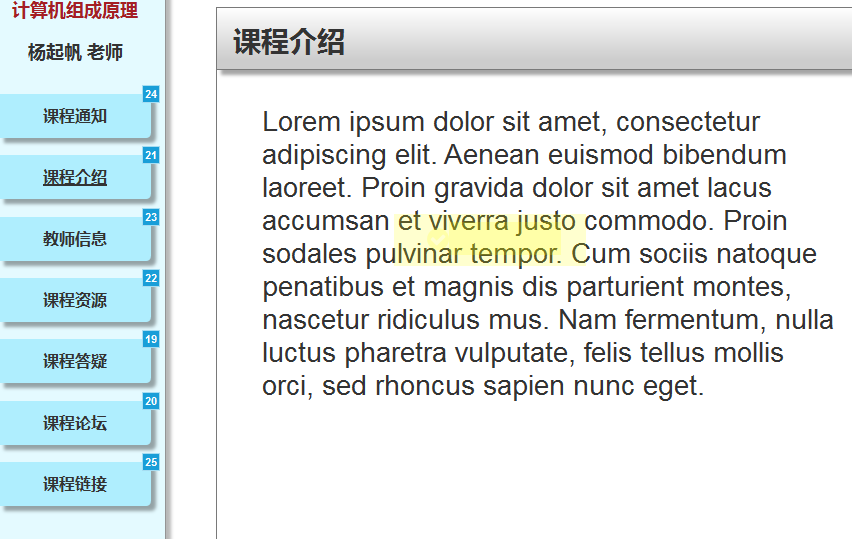 计算机组成原理
杨起帆 老师
24
课程通知
21
课程介绍
23
教师信息
22
课程资源
19
课程答疑
20
课程论坛
25
课程链接
课程介绍
Lorem ipsum dolor sit amet, consectetur
adipiscing elit. Aenean euismod bibendum
laoreet. Proin gravida dolor sit amet lacus
accumsan et viverra justo commodo. Proin
sodales pulvinar tempor. Cum sociis natoque
penatibus et magnis dis parturient montes,
nascetur ridiculus mus. Nam fermentum, nulla
luctus pharetra vulputate, felis tellus mollis
orci, sed rhoncus sapien nunc eget.